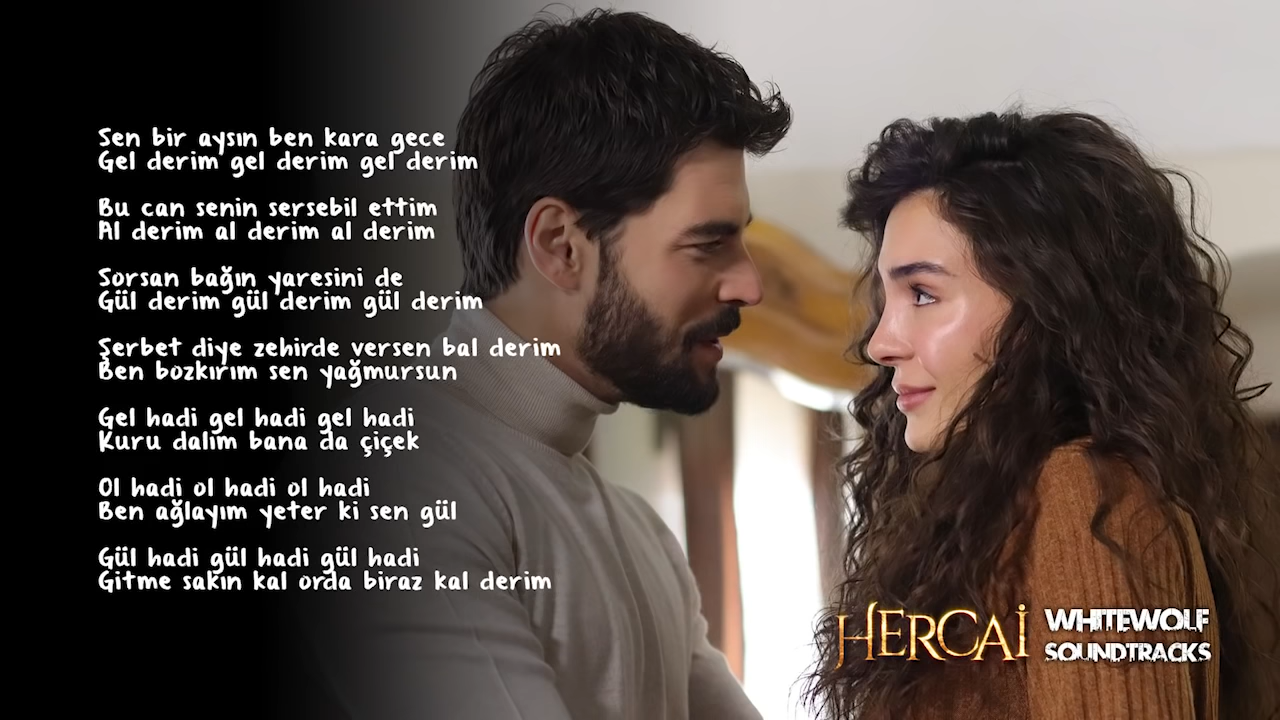 Sen bir aysın ben kara gece
Gel derim gel derim gel derim
Bu can senin sersebil ettim
Al derim al derim al derim
Sorsan bağın yaresini de
Gül derim gül derim gül derim
Şerbet diye zehirde versen bal derim
Ben bozkırım sen yağmursun
Gel hadi gel hadi gel hadi
Kuru dalım bana da çiçek
Ol hadi ol hadi ol hadi
Ben ağlayım yeter ki sen gül
Gül hadi gül hadi gül hadi
Gitme sakın kal orda biraz kal derim
HERCAİ
WHITEWOLF
SOUNDTRACKS